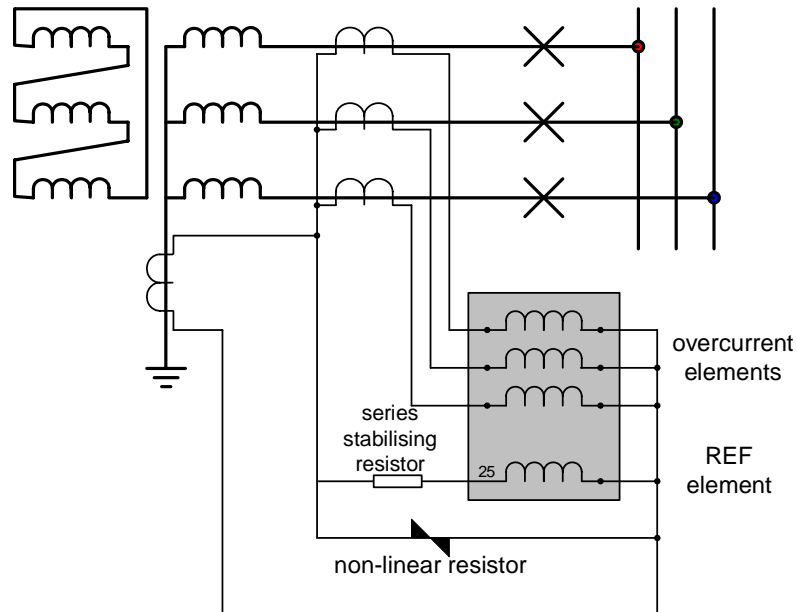 overcurrent
elements
series
stabilising
resistor
25
REF
element
non-linear resistor